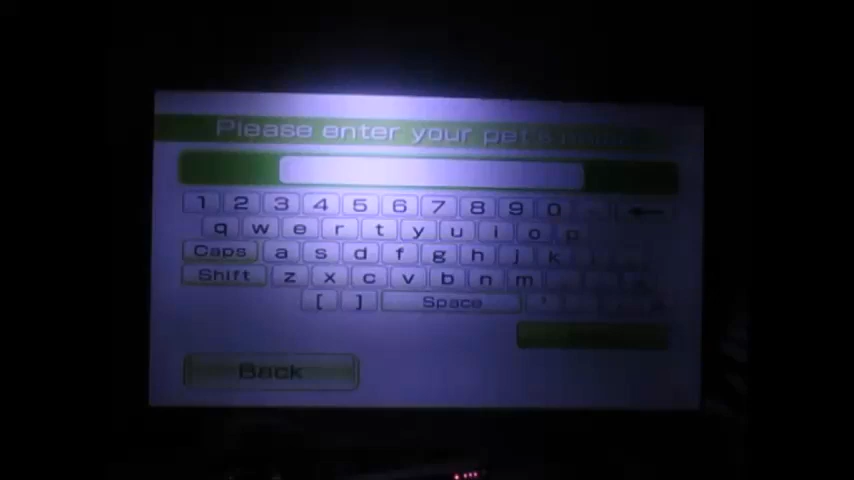 Please enter your pet's
1 2 3 4 5 6 7 8 9 0 - ←
q w e r t y u i o p
Caps a s d f g h j k
Shift z x c v b n m
[ ] Space '
Back